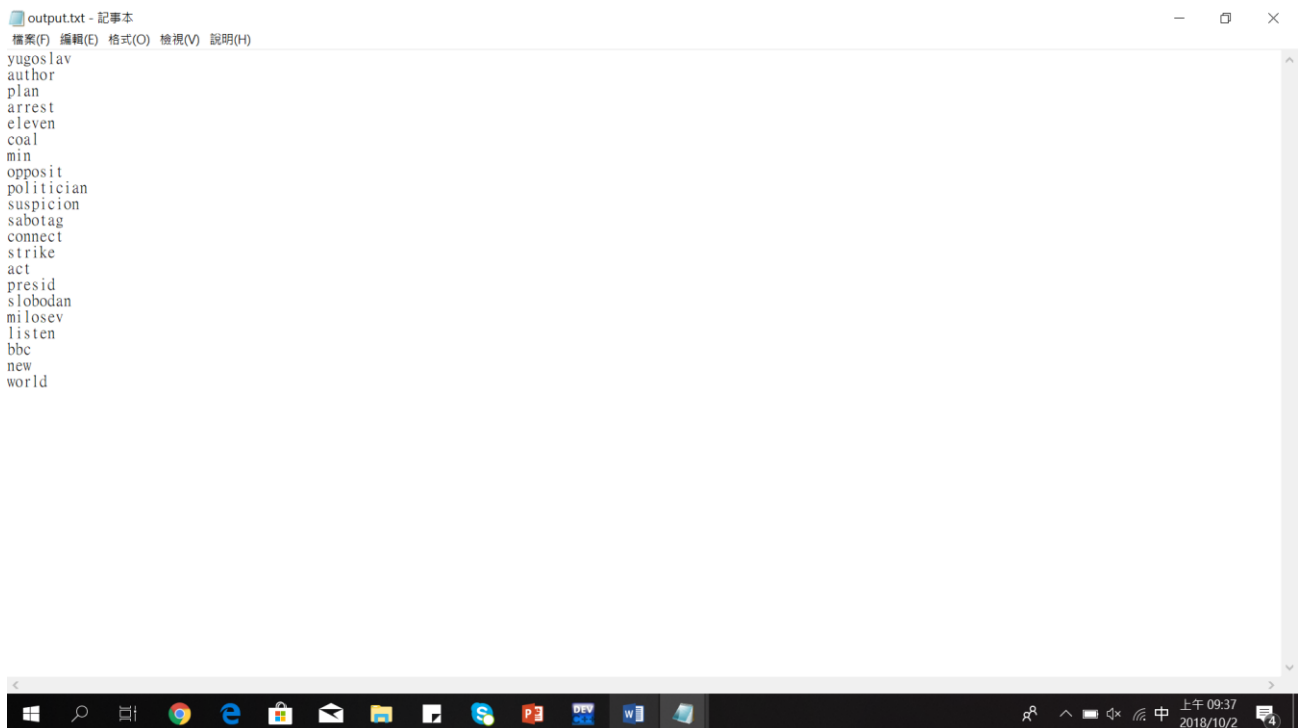 output.txt - 記事本
檔案(F) 編輯(E) 格式(O) 檢視(V) 說明(H)
yugoslav
author
plan
arrest
eleven
coal
min
opposit
politician
suspicion
sabotag
connect
strike
act
presid
slobodan
milosev
listen
bbc
new
world
DEV
中 上午 09:37
2018/10/2
4